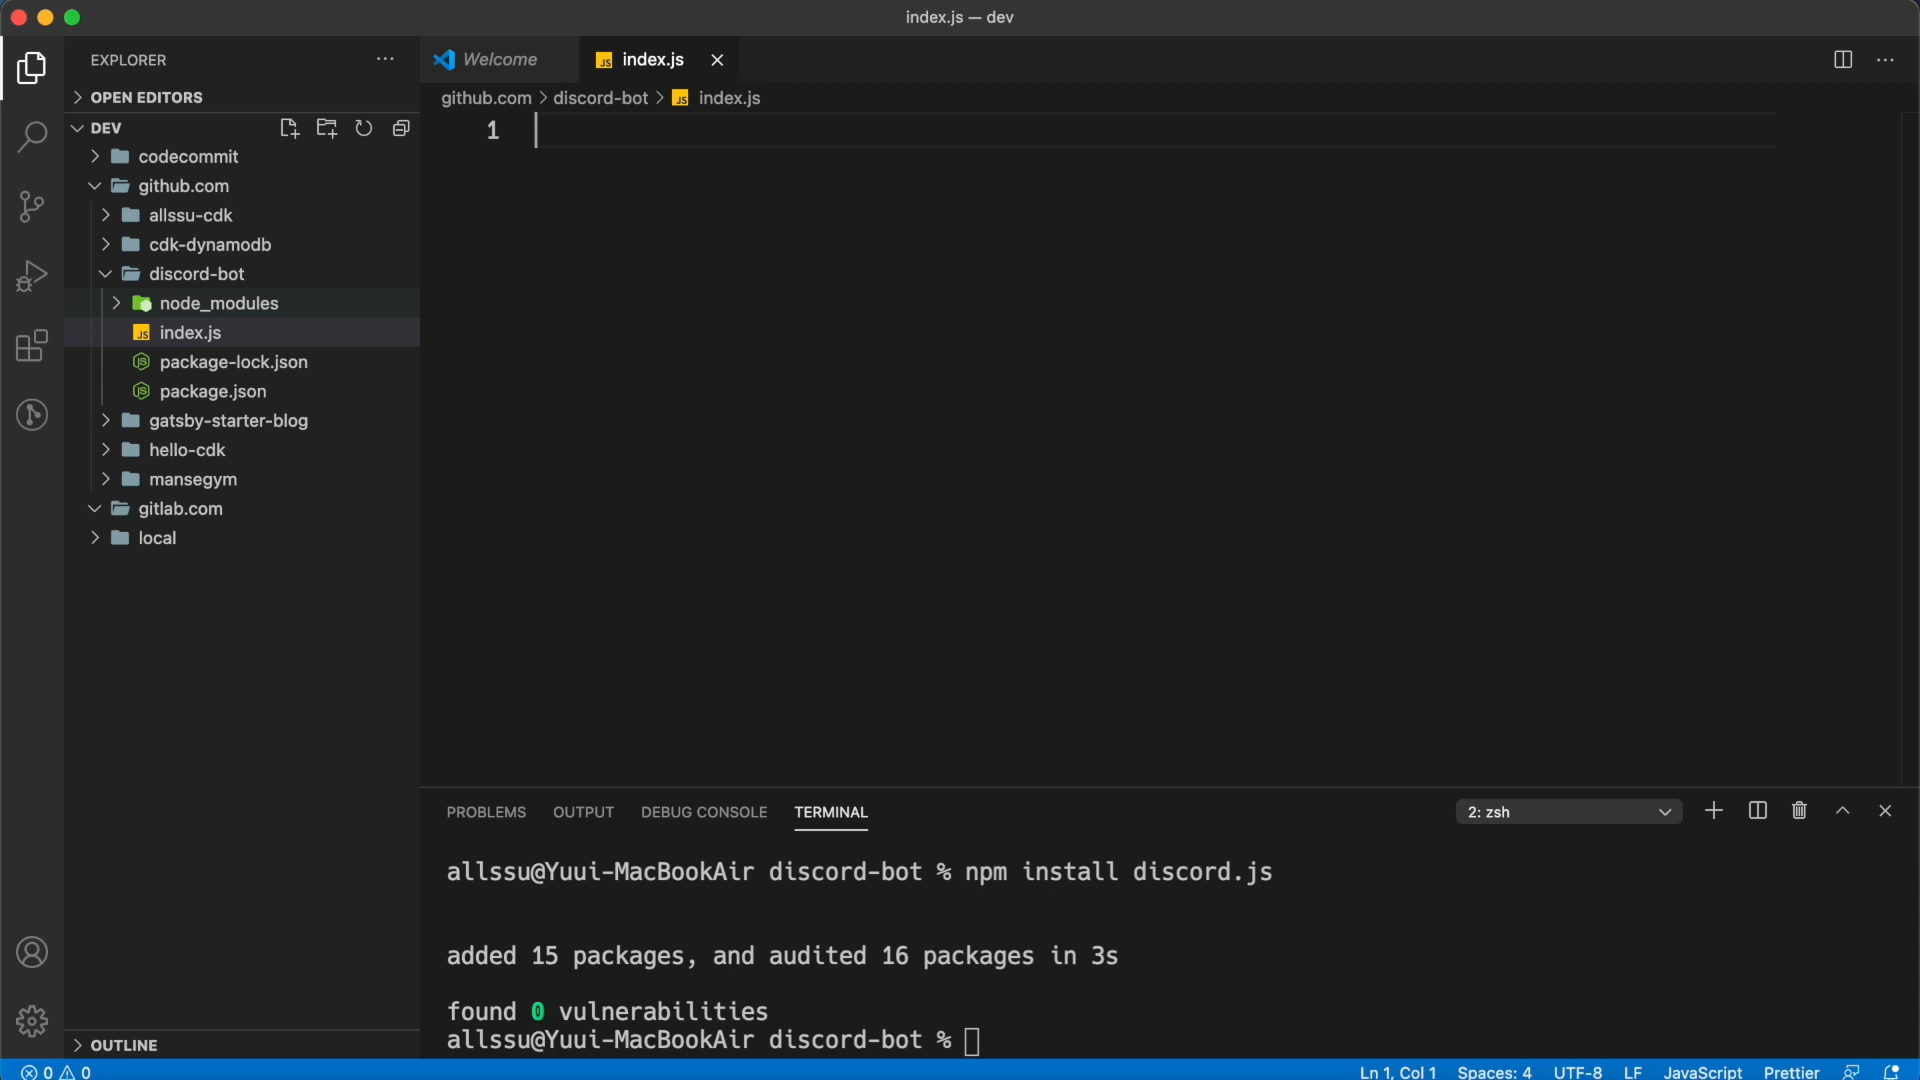 index.js — dev
EXPLORER
OPEN EDITORS
DEV
codecommit
github.com
allssu-cdk
cdk-dynamodb
discord-bot
node_modules
index.js
package-lock.json
package.json
gatsby-starter-blog
hello-cdk
mansegym
gitlab.com
local
OUTLINE
Welcome
JS index.js
github.com > discord-bot > JS index.js
1
PROBLEMS OUTPUT DEBUG CONSOLE TERMINAL
2: zsh
allssu@Yuui-MacBookAir discord-bot % npm install discord.js
added 15 packages, and audited 16 packages in 3s
found 0 vulnerabilities
allssu@Yuui-MacBookAir discord-bot %
0 0
Ln 1, Col 1 Spaces: 4 UTF-8 LF JavaScript Prettier